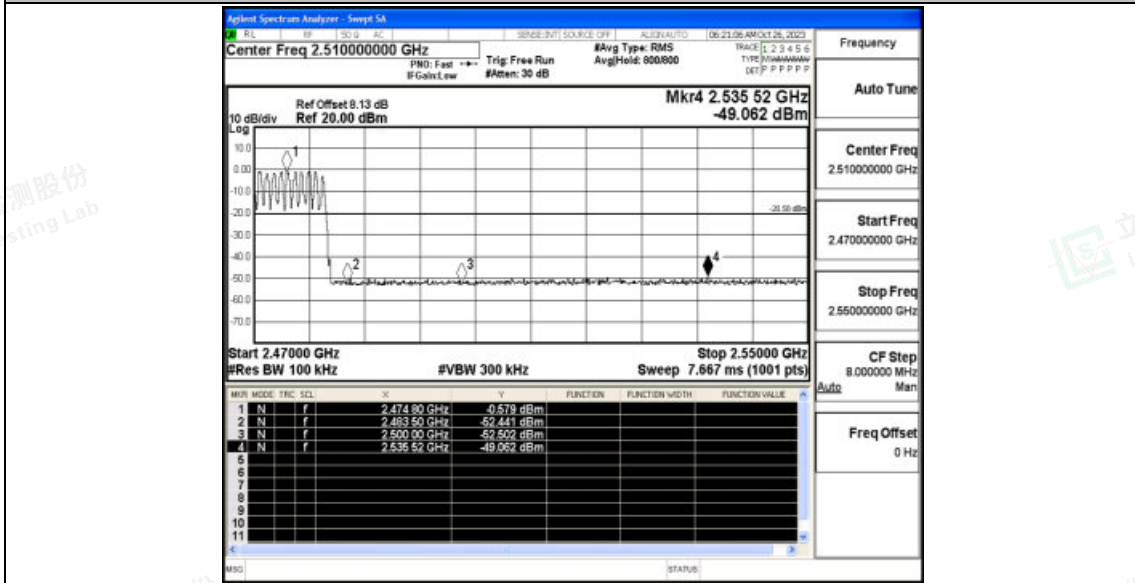 Agilent Spectrum Analyzer - Swept SA
RL RF 50 Ω AC SENSE:INT SOURCE OFF ALIGNAUTO 06:21:06 AM Oct 26, 2023
Center Freq 2.510000000 GHz
PNO: Fast
IFGain:Low
Trig: Free Run
#Atten: 30 dB
#Avg Type: RMS
Avg|Hold: 800/800
TRACE 1 2 3 4 5 6
TYPE
DET P P P P P P
Ref Offset 8.13 dB
10 dB/div Ref 20.00 dBm
Log
Mkr4 2.535 52 GHz
-49.062 dBm
10.0
0.00
-10.0
-20.0
-30.0
-40.0
-50.0
-60.0
-70.0
1
2
3
4
-20.50 dBm
Start 2.47000 GHz Stop 2.55000 GHz
#Res BW 100 kHz #VBW 300 kHz Sweep 7.667 ms (1001 pts)
MKR MODE TRC SCL X Y FUNCTION FUNCTION WIDTH FUNCTION VALUE
1 N f 2.474 80 GHz -0.579 dBm
2 N f 2.483 50 GHz -52.441 dBm
3 N f 2.500 00 GHz -52.502 dBm
4 N f 2.535 52 GHz -49.062 dBm
5
6
7
8
9
10
11
MSG STATUS
Frequency
Auto Tune
Center Freq
2.510000000 GHz
Start Freq
2.470000000 GHz
Stop Freq
2.550000000 GHz
CF Step
8.000000 MHz
Auto Man
Freq Offset
0 Hz
测股份
sting Lab
立